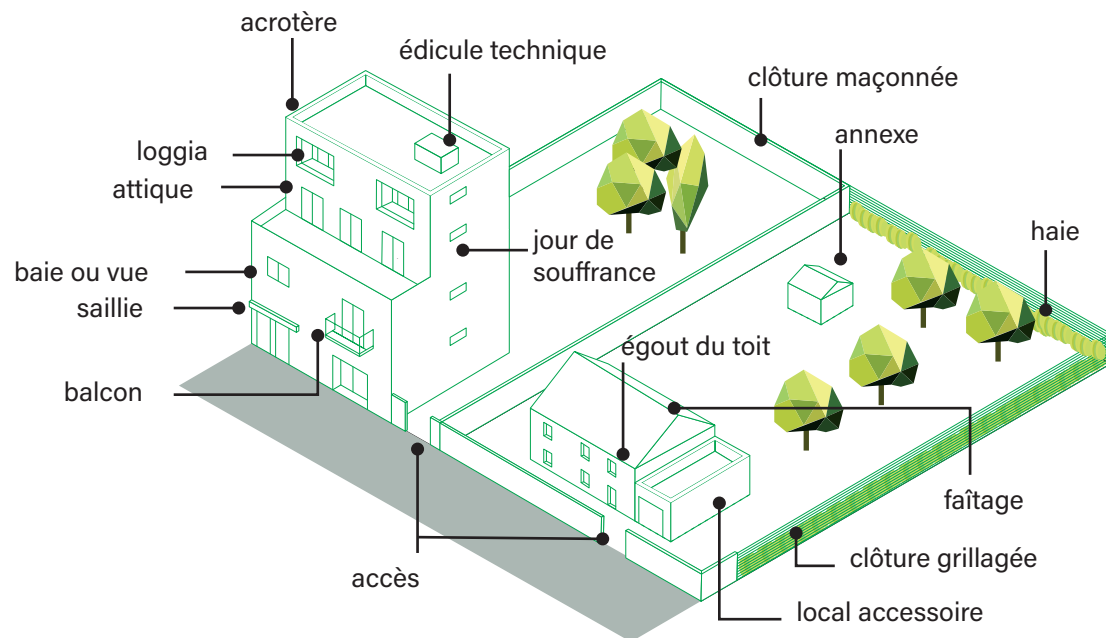 acrotère
édicule technique
clôture maçonnée
annexe
loggia
attique
haie
jour de
souffrance
baie ou vue
saillie
égout du toit
balcon
faîtage
clôture grillagée
accès
local accessoire